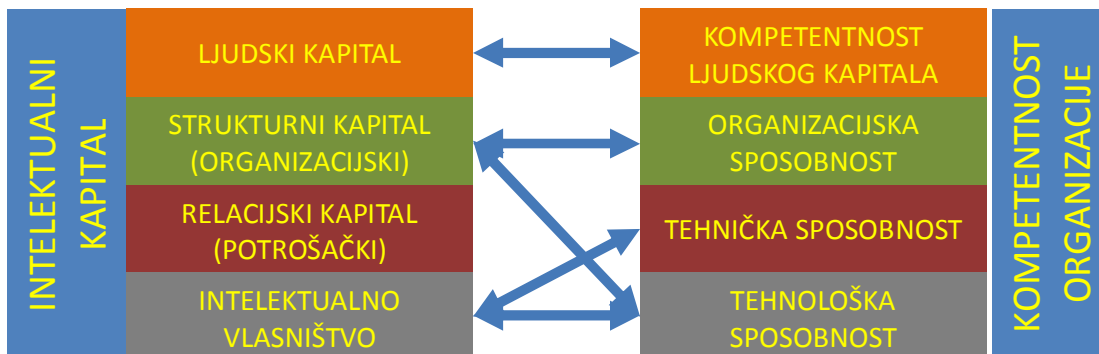 INTELEKTUALNI
KAPITAL
LJUDSKI KAPITAL
STRUKTURNI KAPITAL
(ORGANIZACIJSKI)
RELACIJSKI KAPITAL
(POTROŠAČKI)
INTELEKTUALNO
VLASNIŠTVO
KOMPETENTNOST
LJUDSKOG KAPITALA
ORGANIZACIJSKA
SPOSOBNOST
TEHNIČKA SPOSOBNOST
TEHNOLOŠKA
SPOSOBNOST
KOMPETENTNOST
ORGANIZACIJE